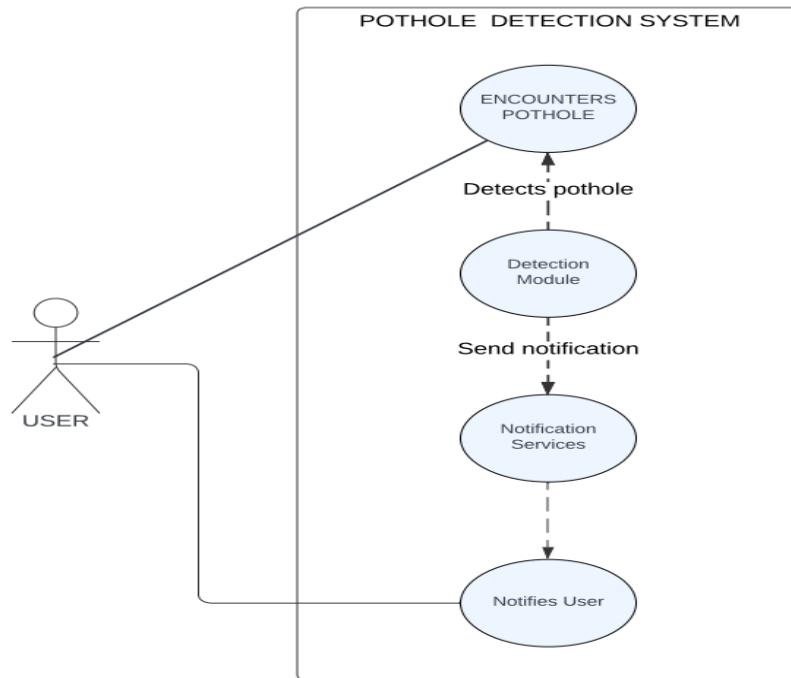 POTHOLE DETECTION SYSTEM
ENCOUNTERS
POTHOLE
Detects pothole
Detection
Module
Send notification
USER
Notification
Services
Notifies User